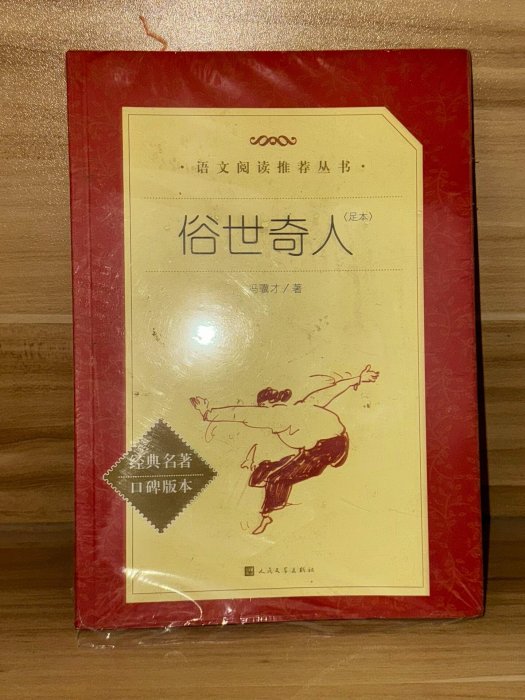 ·语文阅读推荐丛书·
俗世奇人(足本)
冯骥才/著
经典名著
口碑版本
人民文学出版社